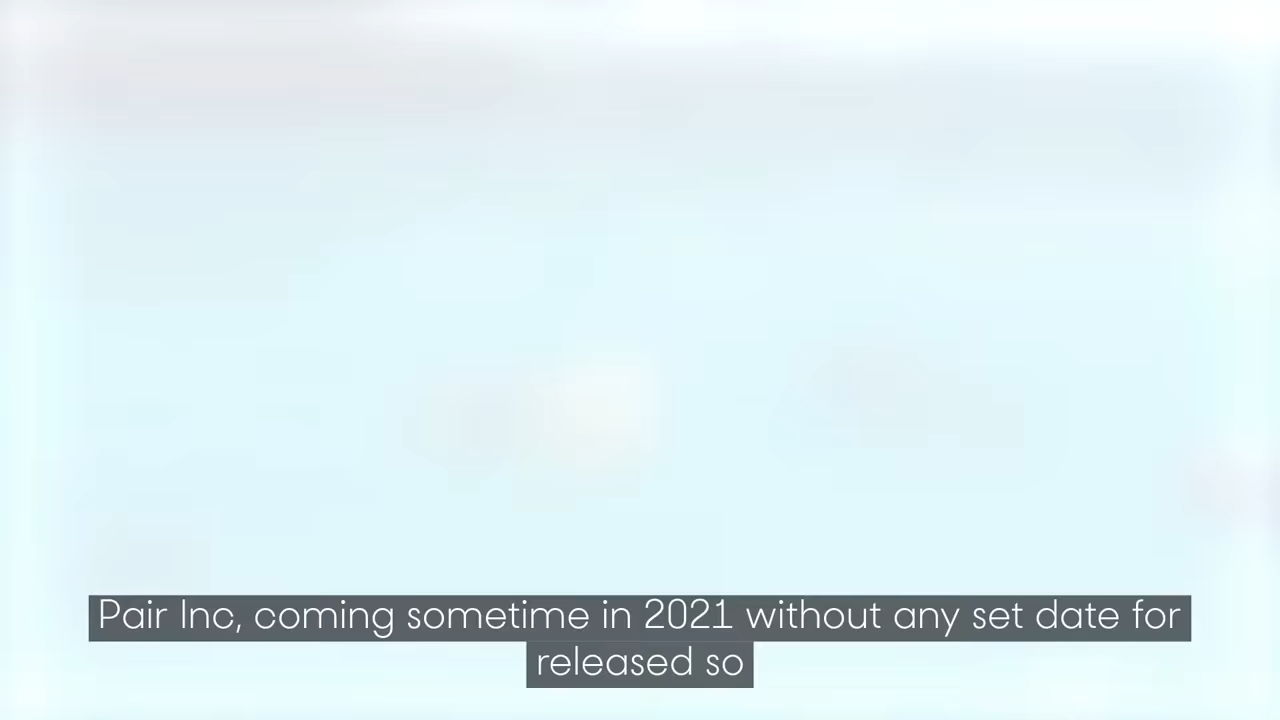 Pair Inc, coming sometime in 2021 without any set date for
released so